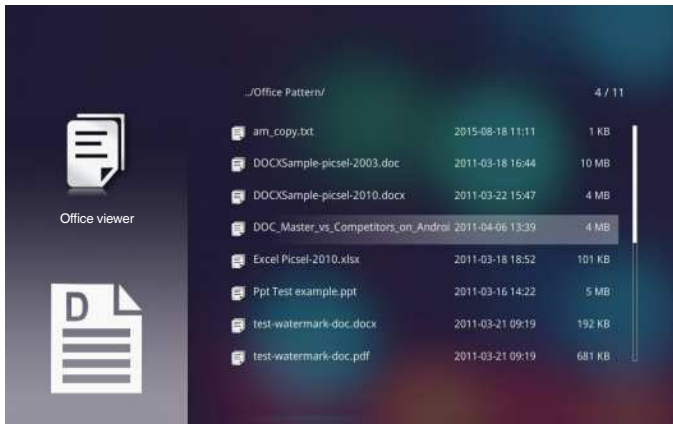 ../Office Pattern/ 4 / 11
am_copy.txt 2015-08-18 11:11 1 KB
DOCXSample-picsel-2003.doc 2011-03-18 16:44 10 MB
DOCXSample-picsel-2010.docx 2011-03-22 15:47 4 MB
Office viewer
DOC_Master_vs_Competitors_on_Androi 2011-04-06 13:39 4 MB
Excel Picsel-2010.xlsx 2011-03-18 18:52 101 KB
Ppt Test example.ppt 2011-03-16 14:22 5 MB
D
test-watermark-doc.docx 2011-03-21 09:19 192 KB
test-watermark-doc.pdf 2011-03-21 09:19 681 KB